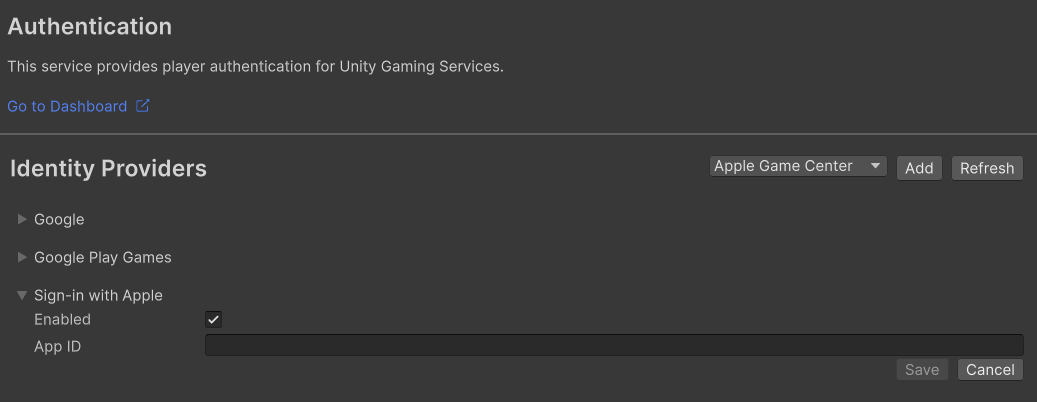 Authentication
This service provides player authentication for Unity Gaming Services.
Go to Dashboard
Identity Providers
Apple Game Center
Add
Refresh
Google
Google Play Games
Sign-in with Apple
Enabled
App ID
Save
Cancel